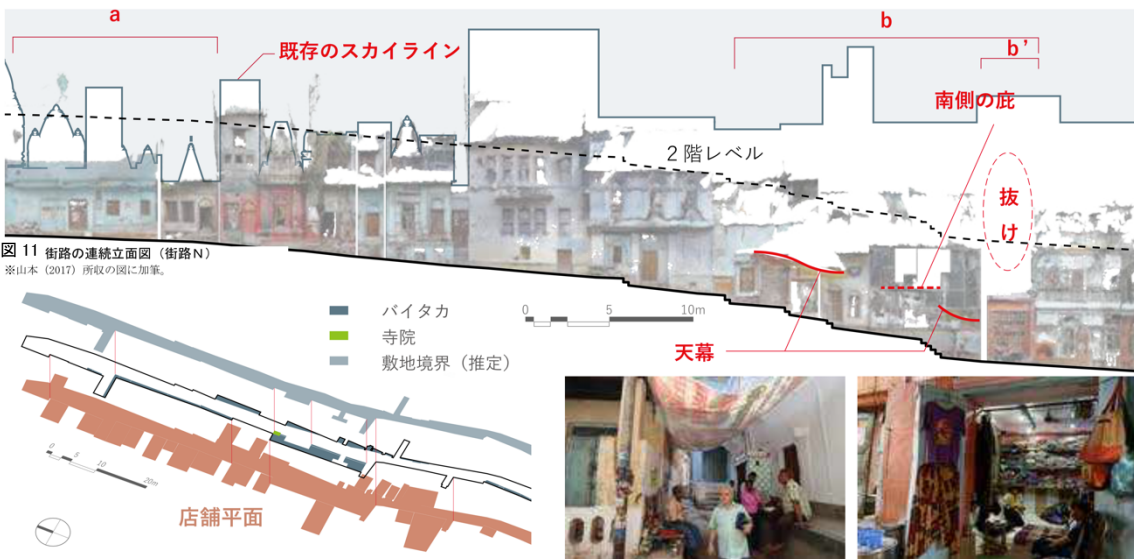 a
b
b’
既存のスカイライン
南側の庇
2階レベル
抜け
図 11 街路の連続立面図（街路N）
※山本（2017）所収の図に加筆。
バイタカ
寺院
敷地境界（推定）
0 5 10m
天幕
0 5 10 20m
店舗平面